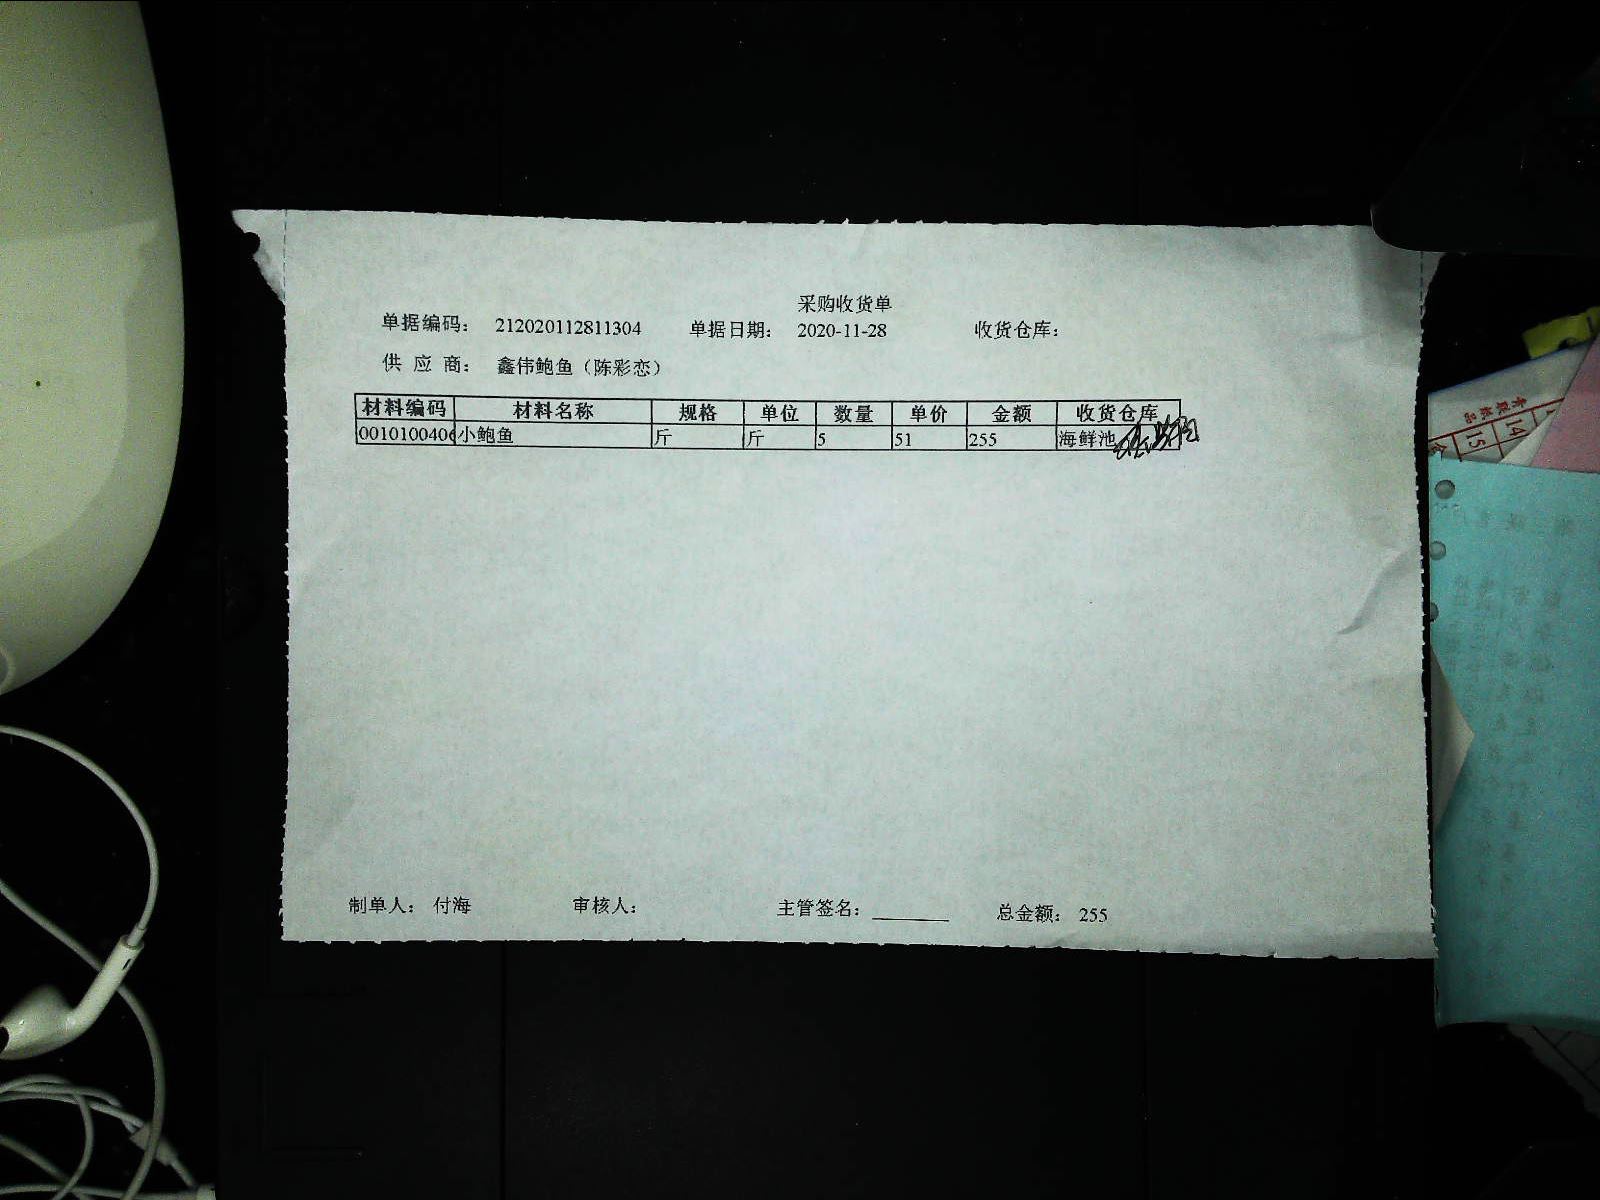 采购收货单
单据编码： 212020112811304 单据日期： 2020-11-28 收货仓库：
供 应 商： 鑫伟鲍鱼（陈彩恋）
材料编码 材料名称 规格 单位 数量 单价 金额 收货仓库
0010100406 小鲍鱼 斤 斤 5 51 255 海鲜池
制单人： 付海 审核人： 主管签名： ________ 总金额： 255
14
15